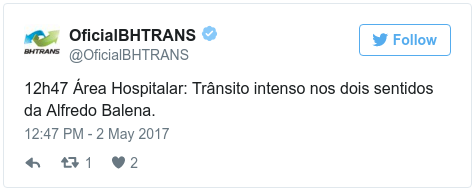 OficialBHTRANS
BHTRANS
@OficialBHTRANS
Follow
12h47 Área Hospitalar: Trânsito intenso nos dois sentidos
da Alfredo Balena.
12:47 PM - 2 May 2017
1
2